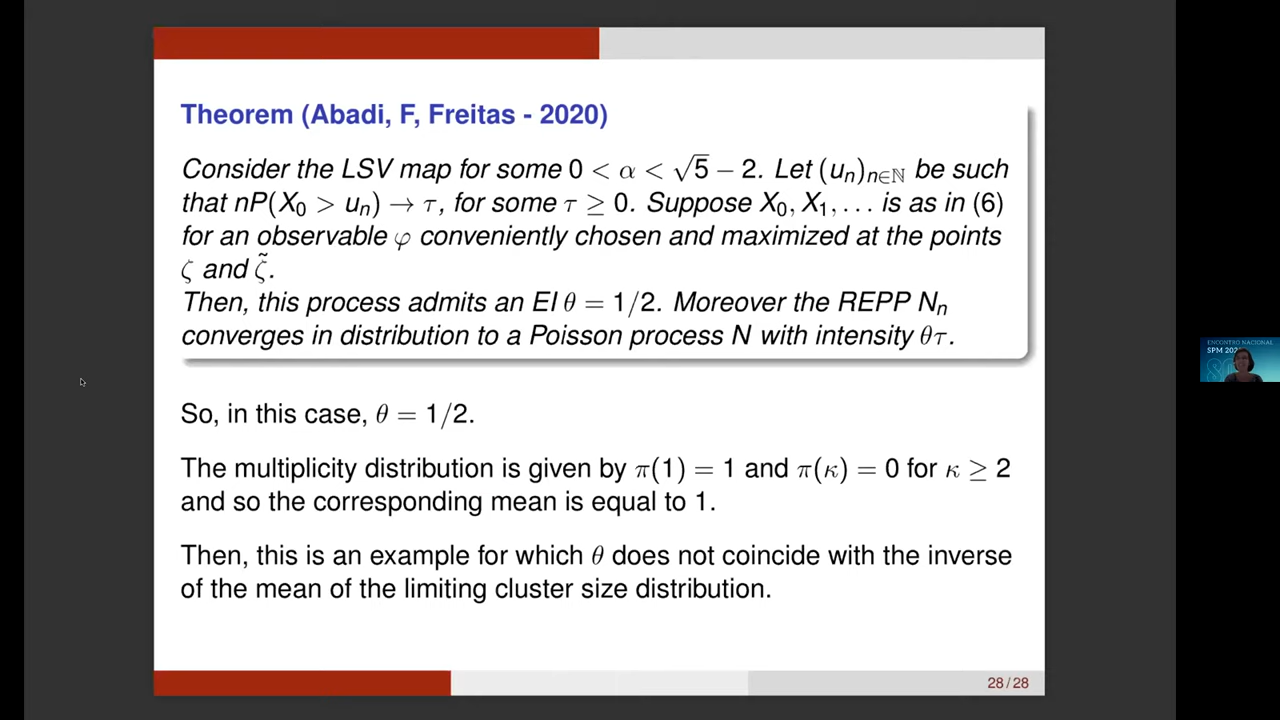 Theorem (Abadi, F, Freitas - 2020)
Consider the LSV map for some 0 < α < √5 − 2. Let (uₙ)ₙ∈ℕ be such
that nP(X₀ > uₙ) → τ, for some τ ≥ 0. Suppose X₀, X₁, . . . is as in (6)
for an observable φ conveniently chosen and maximized at the points
ζ and ζ̃.
Then, this process admits an EI θ = 1/2. Moreover the REPP Nₙ
converges in distribution to a Poisson process N with intensity θτ.
So, in this case, θ = 1/2.
The multiplicity distribution is given by π(1) = 1 and π(κ) = 0 for κ ≥ 2
and so the corresponding mean is equal to 1.
Then, this is an example for which θ does not coincide with the inverse
of the mean of the limiting cluster size distribution.
28 / 28
ENCONTRO NACIONAL
SPM